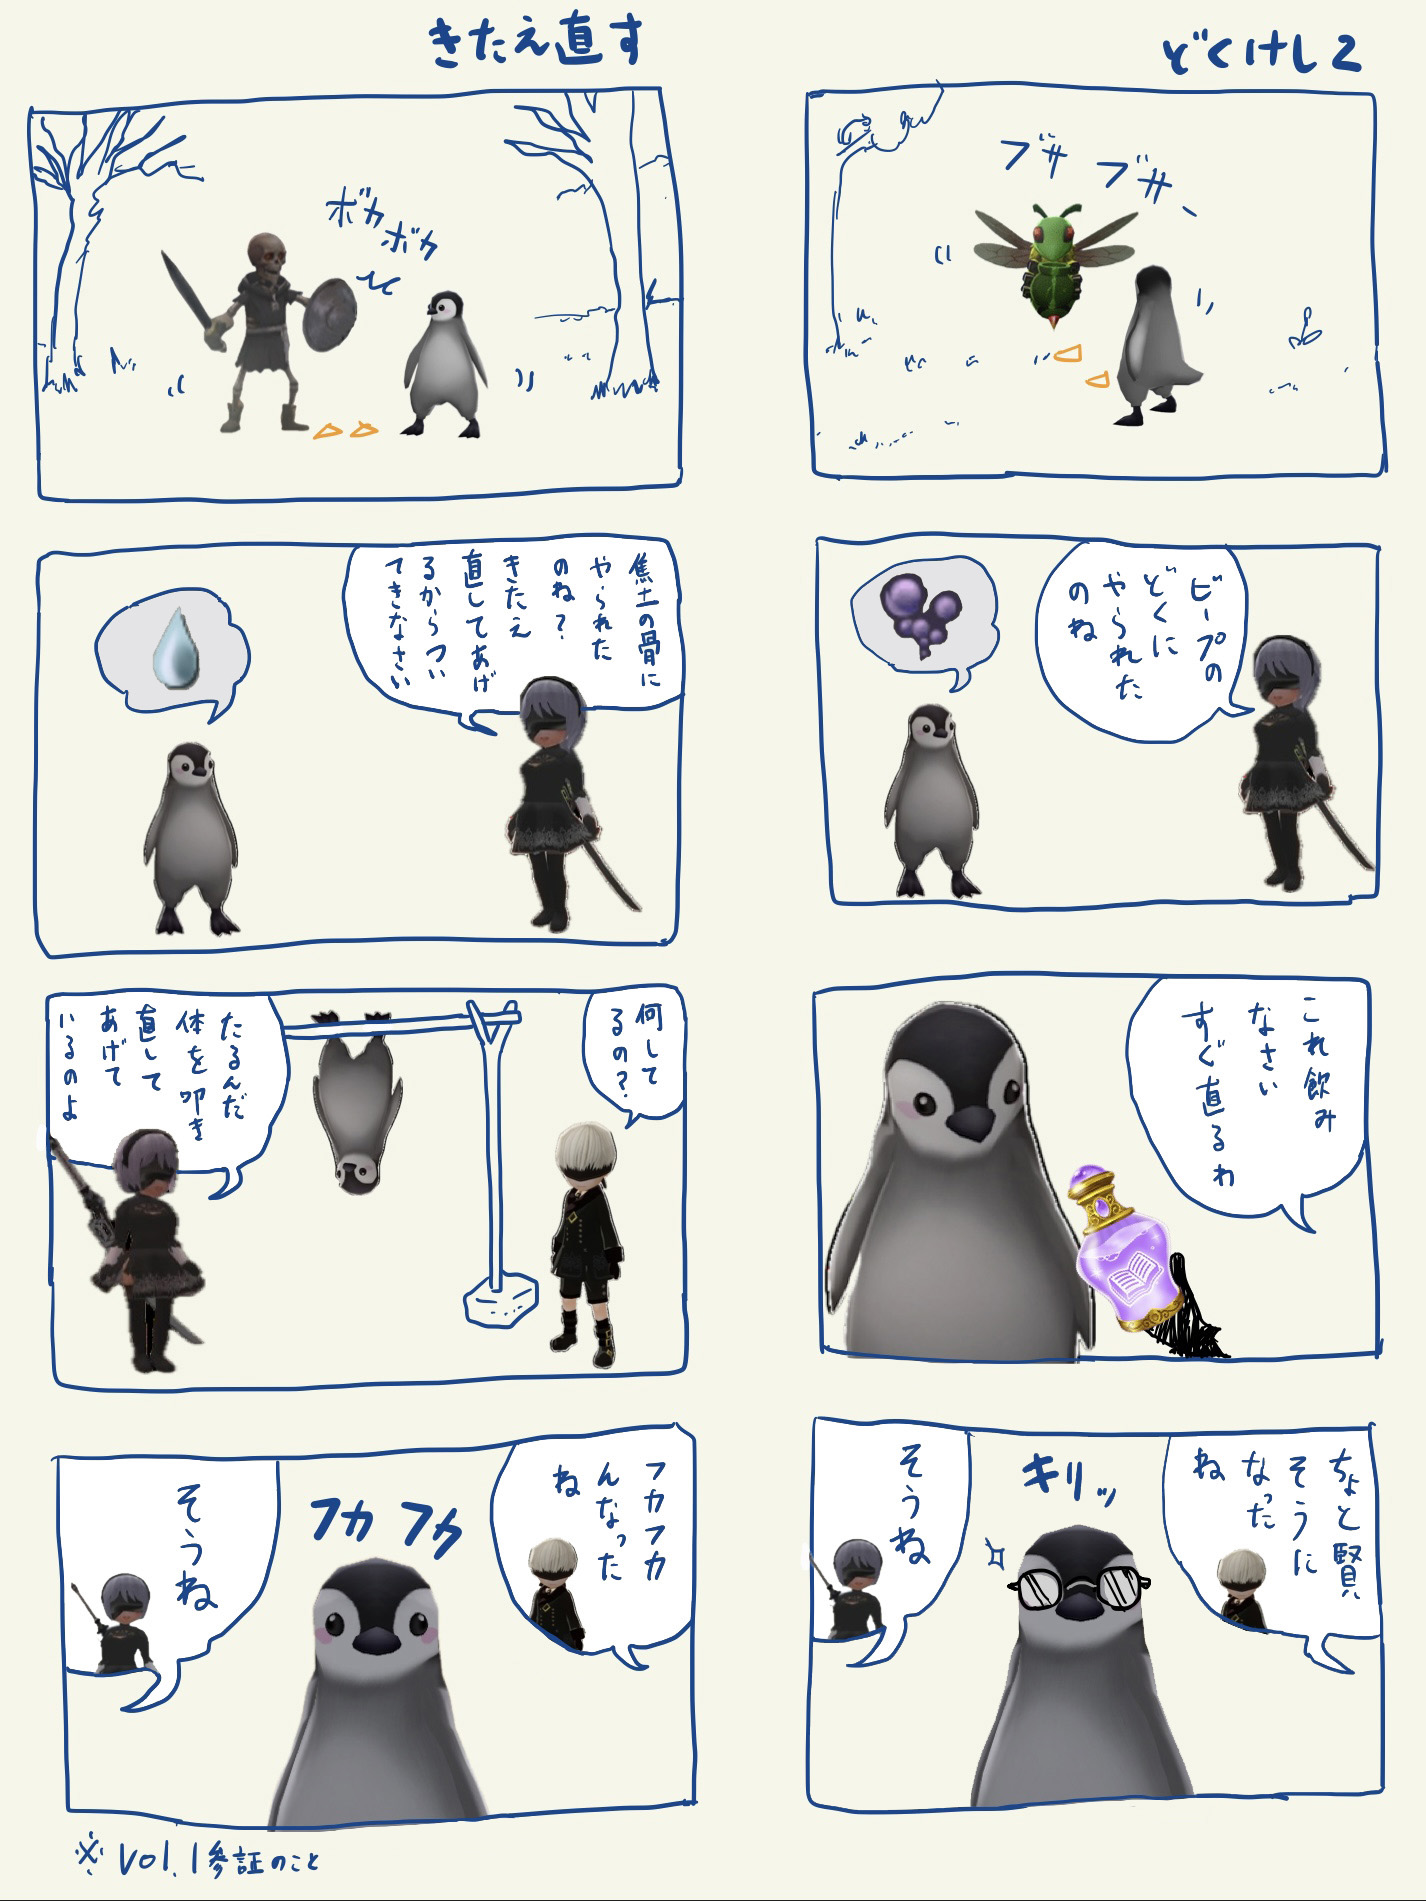 どくけし2
ブヰ ブヰー
ビープの
どくに
やられた
のね
これ飲み
なさい
すぐ直るわ
ちょと賢
そうに
なった
ね
キリッ
そうね
きたえ直す
ボカ
ボカ
焦土の骨に
やられた
のね?
きたえ
直してあげ
るからつい
てきなさい
何して
るの?
たるんだ
体を叩き
直して
あげて
いるのよ
フカフカ
んなった
ね
フカ フカ
そうね
※Vol.1参証のこと